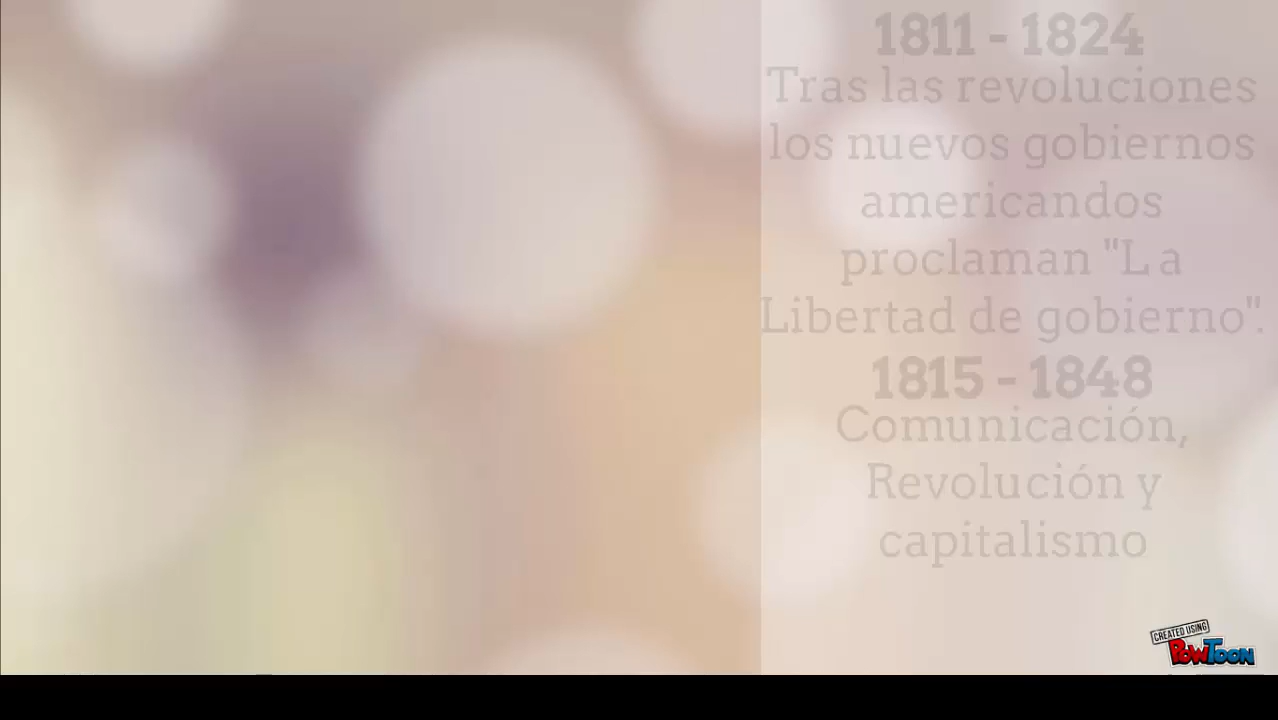 1811 - 1824
Tras las revoluciones
los nuevos gobiernos
americandos
proclaman "La
Libertad de gobierno".
1815 - 1848
Comunicación,
Revolución y
capitalismo
CREATED USING
POWTOON